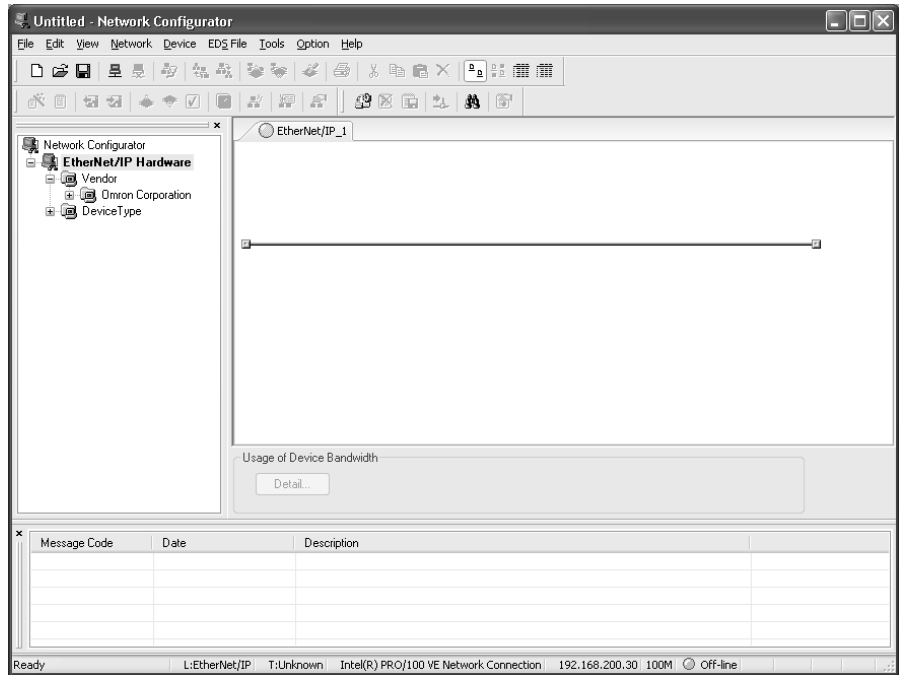 Untitled - Network Configurator
File Edit View Network Device EDS File Tools Option Help
EtherNet/IP_1
Network Configurator
EtherNet/IP Hardware
Vendor
Omron Corporation
DeviceType
Usage of Device Bandwidth
Detail...
Message Code Date Description
Ready L:EtherNet/IP T:Unknown Intel(R) PRO/100 VE Network Connection 192.168.200.30 100M Off-line